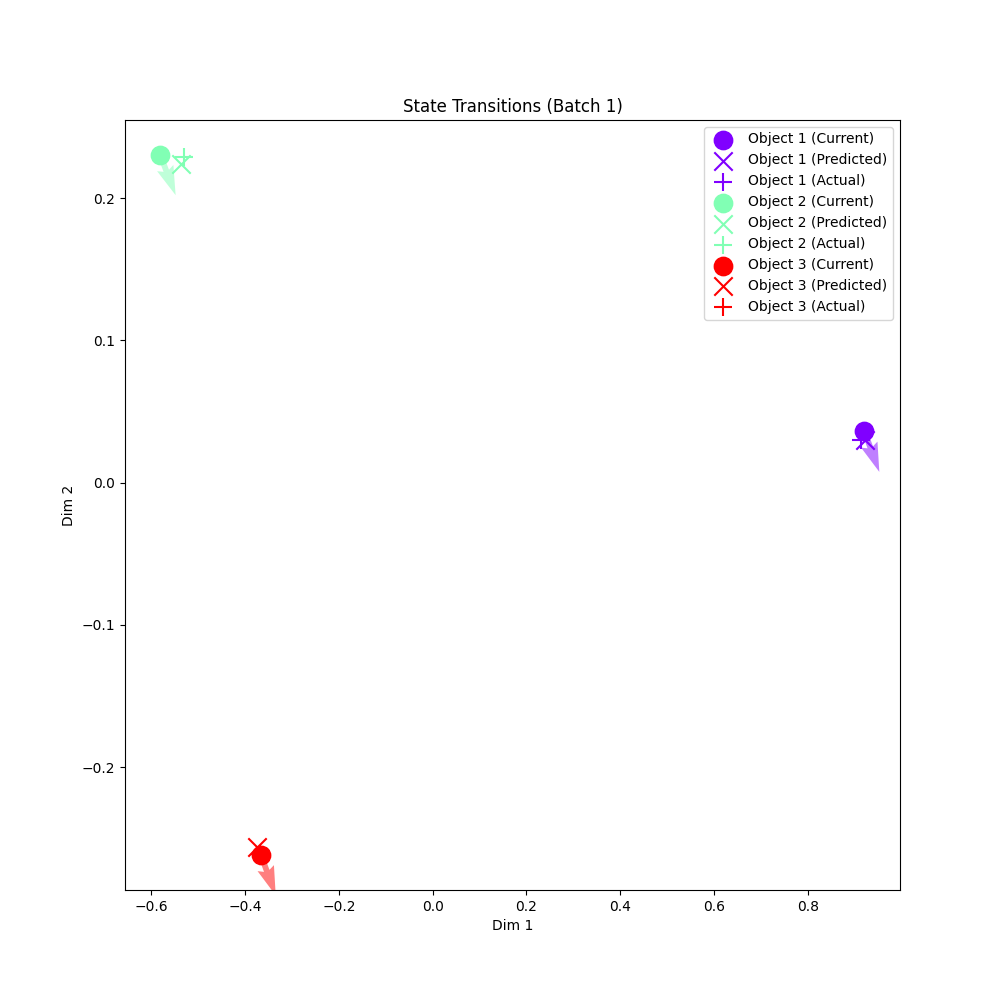 State Transitions (Batch 1)
Object 1 (Current)
Object 1 (Predicted)
Object 1 (Actual)
Object 2 (Current)
Object 2 (Predicted)
Object 2 (Actual)
Object 3 (Current)
Object 3 (Predicted)
Object 3 (Actual)
0.2
0.1
0.0
−0.1
−0.2
Dim 2
−0.6
−0.4
−0.2
0.0
0.2
0.4
0.6
0.8
Dim 1